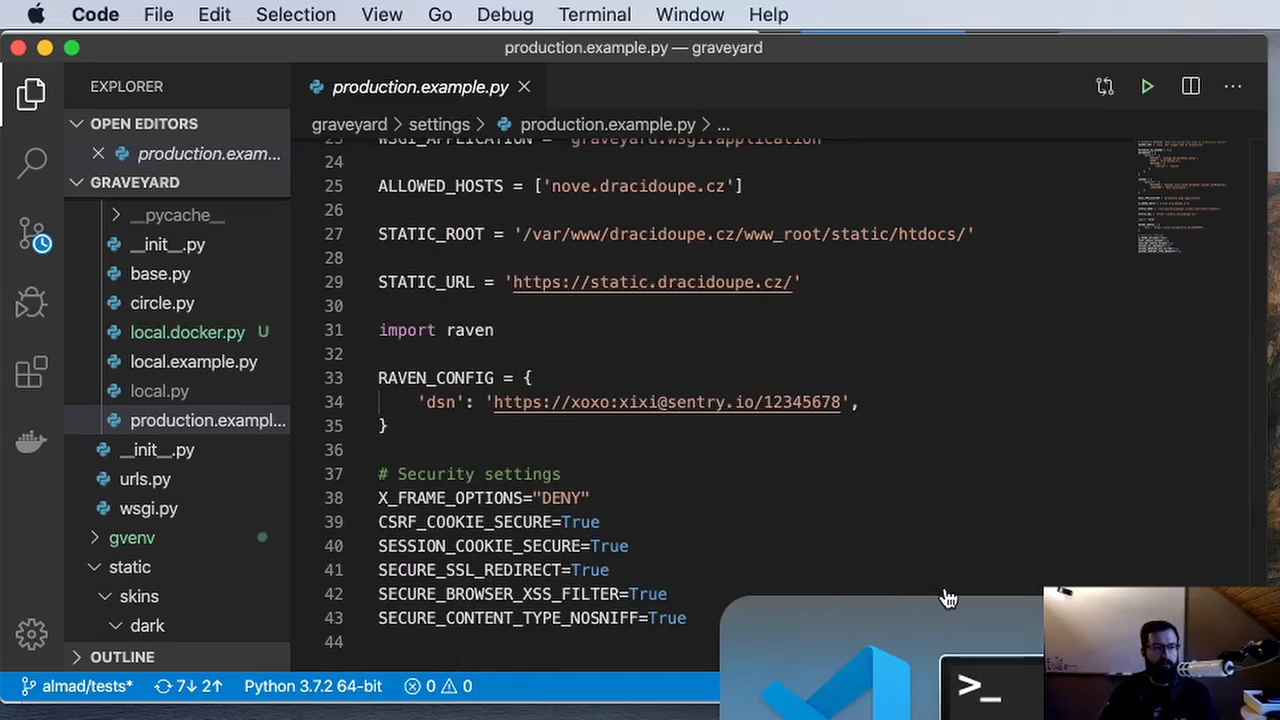 Code File Edit Selection View Go Debug Terminal Window Help
production.example.py — graveyard
EXPLORER
OPEN EDITORS
production.exam...
GRAVEYARD
__pycache__
__init__.py
base.py
circle.py
local.docker.py U
local.example.py
local.py
production.exampl...
__init__.py
urls.py
wsgi.py
gvenv
static
skins
dark
OUTLINE
production.example.py
graveyard > settings > production.example.py > ...
23 WSGI_APPLICATION = 'graveyard.wsgi.application'
24
25 ALLOWED_HOSTS = ['nove.dracidoupe.cz']
26
27 STATIC_ROOT = '/var/www/dracidoupe.cz/www_root/static/htdocs/'
28
29 STATIC_URL = 'https://static.dracidoupe.cz/'
30
31 import raven
32
33 RAVEN_CONFIG = {
34 'dsn': 'https://xoxo:xixi@sentry.io/12345678',
35 }
36
37 # Security settings
38 X_FRAME_OPTIONS="DENY"
39 CSRF_COOKIE_SECURE=True
40 SESSION_COOKIE_SECURE=True
41 SECURE_SSL_REDIRECT=True
42 SECURE_BROWSER_XSS_FILTER=True
43 SECURE_CONTENT_TYPE_NOSNIFF=True
44
almad/tests* 7↓ 2↑ Python 3.7.2 64-bit 0 0
>_